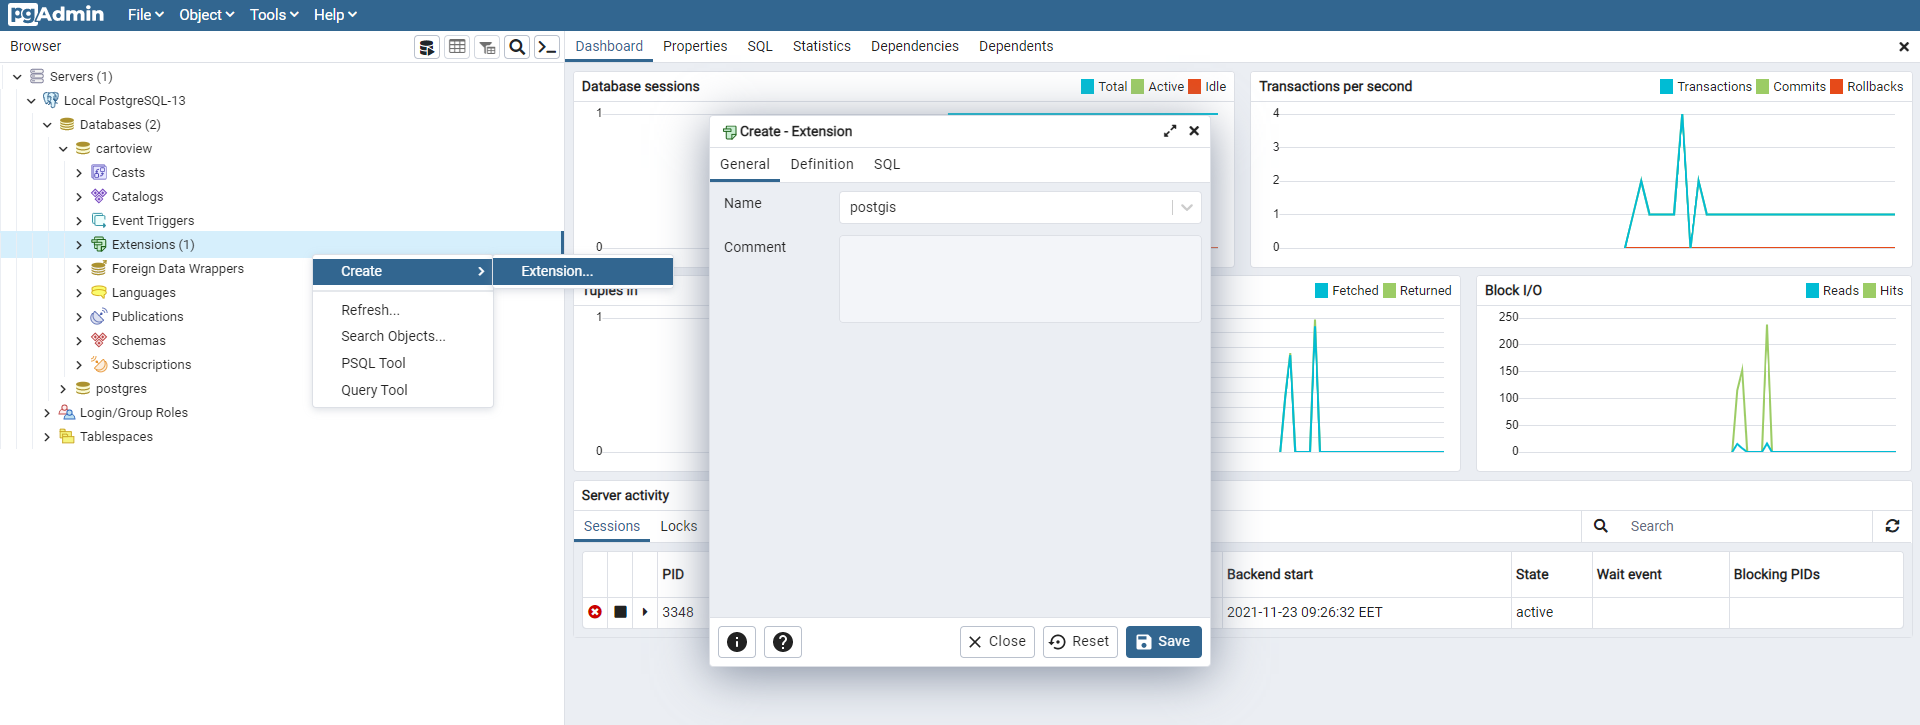 pgAdmin File Object Tools Help
Browser
Dashboard Properties SQL Statistics Dependencies Dependents
Servers (1)
Local PostgreSQL-13
Databases (2)
cartoview
Casts
Catalogs
Event Triggers
Extensions (1)
Foreign Data Wrappers
Languages
Publications
Schemas
Subscriptions
postgres
Login/Group Roles
Tablespaces
Create
Extension...
Refresh...
Search Objects...
PSQL Tool
Query Tool
Database sessions
Total Active Idle
1
0
Transactions per second
Transactions Commits Rollbacks
4
3
2
1
0
Create - Extension
General Definition SQL
Name
postgis
Comment
Close Reset Save
Tuples in
1
0
Fetched Returned
Block I/O
Reads Hits
250
200
150
100
50
0
Server activity
Sessions Locks
Search
PID Backend start State Wait event Blocking PIDs
3348 2021-11-23 09:26:32 EET active